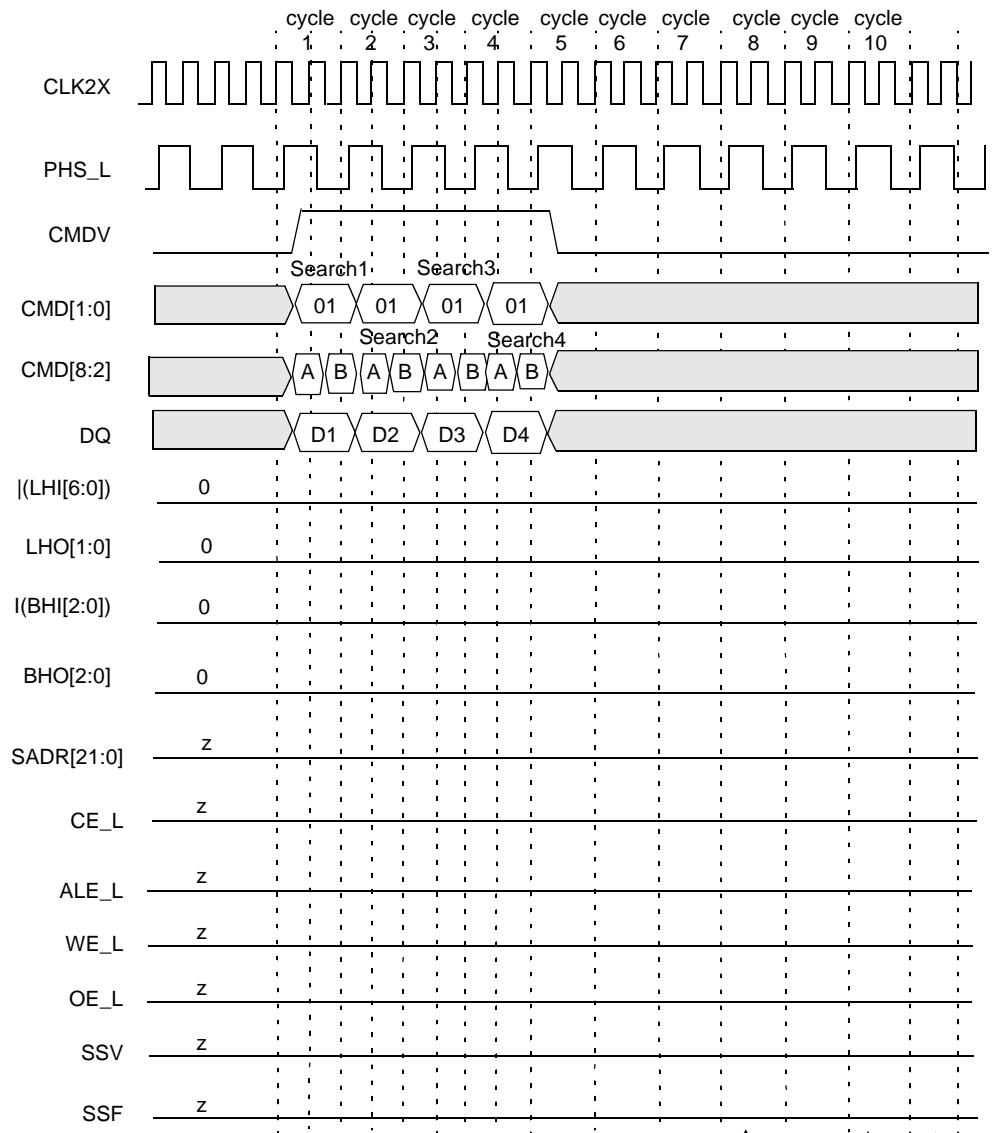 cycle cycle cycle cycle cycle cycle cycle cycle cycle cycle
1 2 3 4 5 6 7 8 9 10
CLK2X
PHS_L
CMDV
Search1 Search3
CMD[1:0] 01 01 01 01
Search2 Search4
CMD[8:2] A B A B A B A B
DQ D1 D2 D3 D4
|(LHI[6:0]) 0
LHO[1:0] 0
I(BHI[2:0]) 0
BHO[2:0] 0
SADR[21:0] z
CE_L z
ALE_L z
WE_L z
OE_L z
SSV z
SSF z